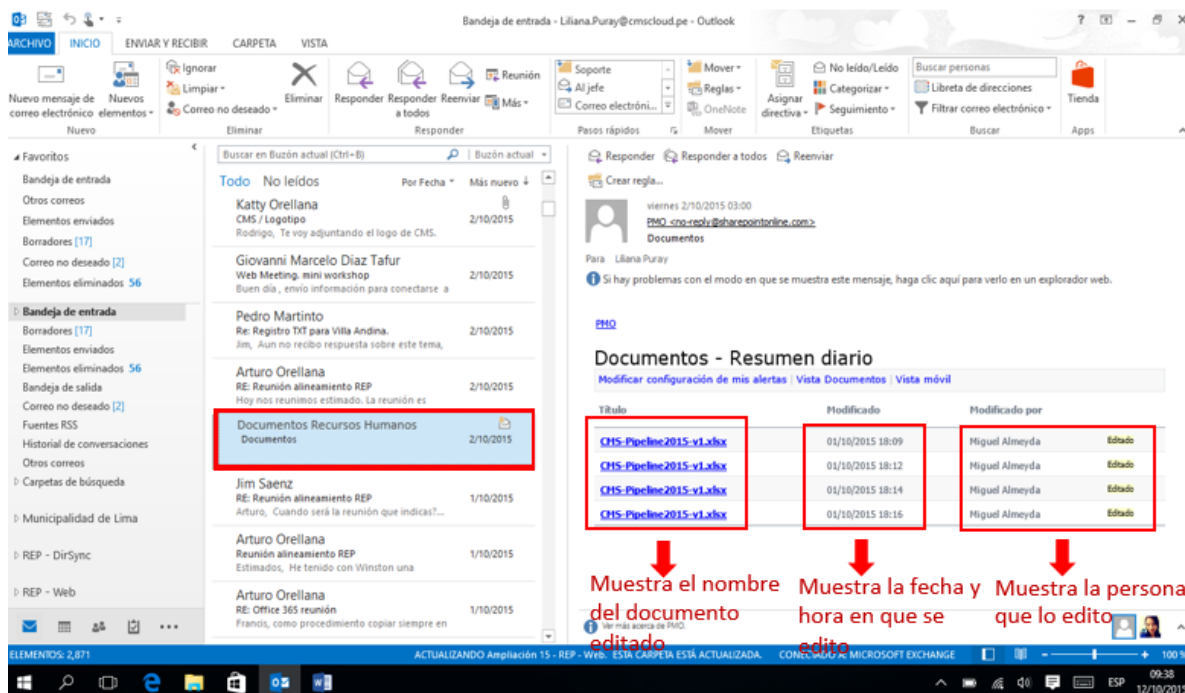 Bandeja de entrada - Liliana.Puray@cmscloud.pe - Outlook
ARCHIVO INICIO ENVIAR Y RECIBIR CARPETA VISTA
Nuevo mensaje de correo electrónico
Nuevos elementos
Nuevo
Ignorar
Limpiar
Correo no deseado
Eliminar
Eliminar
Responder
Responder a todos
Reenviar
Reunión
Más
Responder
Soporte
Al jefe
Correo electróni...
Pasos rápidos
Mover
Reglas
OneNote
Mover
Asignar directiva
No leído/Leído
Categorizar
Seguimiento
Etiquetas
Buscar personas
Libreta de direcciones
Filtrar correo electrónico
Buscar
Tienda
Apps
Favoritos
Bandeja de entrada
Otros correos
Elementos enviados
Borradores [17]
Correo no deseado [2]
Elementos eliminados 56
Bandeja de entrada
Borradores [17]
Elementos enviados
Elementos eliminados 56
Bandeja de salida
Correo no deseado [2]
Fuentes RSS
Historial de conversaciones
Otros correos
Carpetas de búsqueda
Municipalidad de Lima
REP - DirSync
REP - Web
Buscar en Buzón actual (Ctrl+B) Buzón actual
Todo No leídos Por Fecha Más nuevo
Katty Orellana
CMS / Logotipo 2/10/2015
Rodrigo, Te voy adjuntando el logo de CMS.
Giovanni Marcelo Diaz Tafur
Web Meeting. mini workshop 2/10/2015
Buen día , envío información para conectarse a
Pedro Martinto
Re: Registro TXT para Villa Andina. 2/10/2015
Jim, Aun no recibo respuesta sobre este tema,
Arturo Orellana
RE: Reunión alineamiento REP 2/10/2015
Hoy nos reunimos estimado. La reunión es
Documentos Recursos Humanos
Documentos 2/10/2015
Jim Saenz
RE: Reunión alineamiento REP 1/10/2015
Arturo, Cuando será la reunión que indicas?...
Arturo Orellana
Reunión alineamiento REP 1/10/2015
Estimados, He tenido con Winston una
Arturo Orellana
RE: Office 365 reunión 1/10/2015
Francis, como procedimiento copiar siempre en
Responder Responder a todos Reenviar
Crear regla...
viernes 2/10/2015 03:00
PMO <no-reply@sharepointonline.com>
Documentos
Para Liliana Puray
Si hay problemas con el modo en que se muestra este mensaje, haga clic aquí para verlo en un explorador web.
PMO
Documentos - Resumen diario
Modificar configuración de mis alertas | Vista Documentos | Vista móvil
Título Modificado Modificado por
CMS-Pipeline2015-v1.xlsx 01/10/2015 18:09 Miguel Almeyda Editado
CMS-Pipeline2015-v1.xlsx 01/10/2015 18:12 Miguel Almeyda Editado
CMS-Pipeline2015-v1.xlsx 01/10/2015 18:14 Miguel Almeyda Editado
CMS-Pipeline2015-v1.xlsx 01/10/2015 18:16 Miguel Almeyda Editado
Muestra el nombre
del documento
editado
Muestra la fecha y
hora en que se
edito
Muestra la persona
que lo edito
Ver más acerca de PMO.
ELEMENTOS: 2,871 ACTUALIZANDO Ampliación 15 - REP - Web. ESTA CARPETA ESTÁ ACTUALIZADA. CONECTADO A MICROSOFT EXCHANGE 100 %
ESP 09:38
12/10/2015